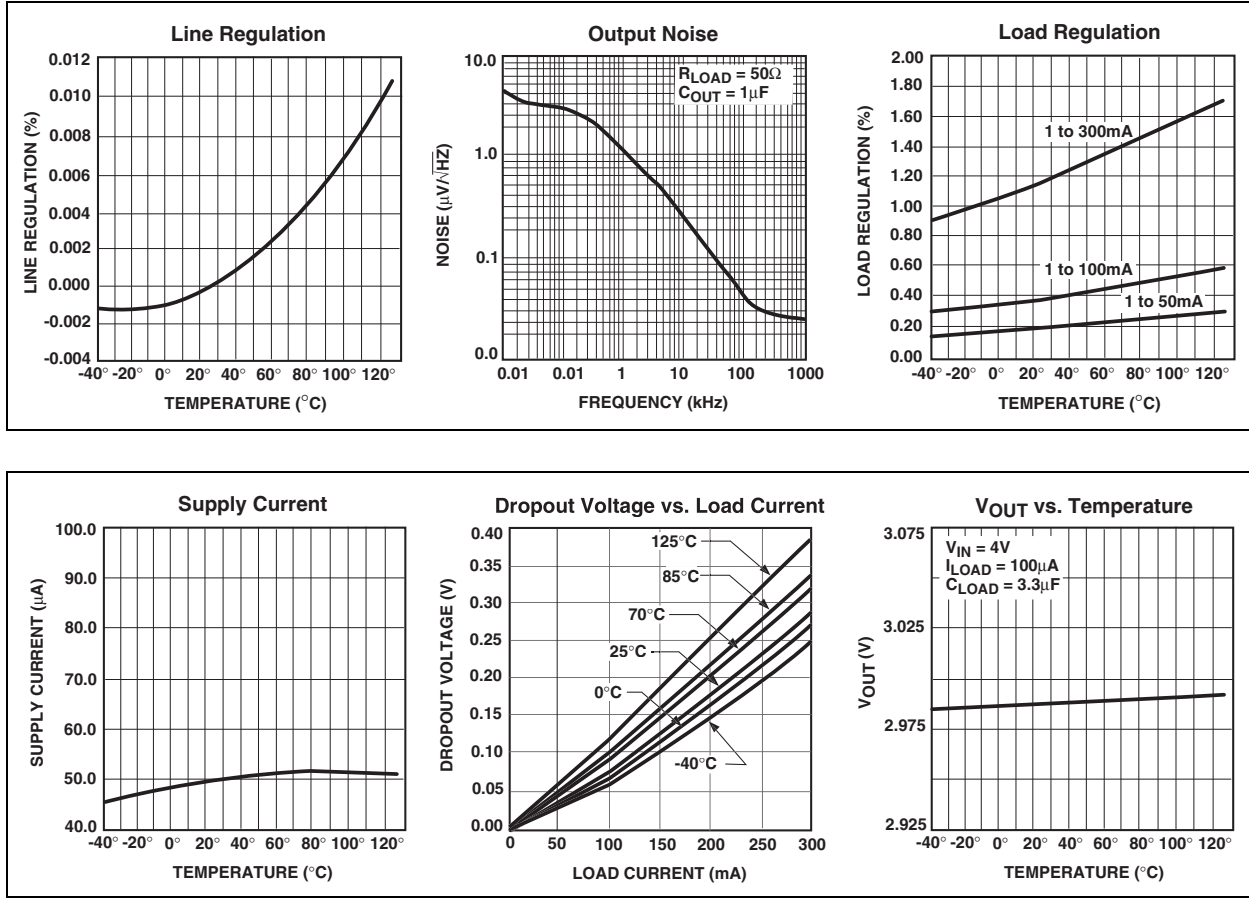 Line Regulation
0.012
0.010
0.008
0.006
0.004
0.002
0.000
-0.002
-0.004
LINE REGULATION (%)
-40° -20° 0° 20° 40° 60° 80° 100° 120°
TEMPERATURE (°C)
Output Noise
10.0
1.0
0.1
0.0
NOISE (μV/√HZ)
RLOAD = 50Ω
COUT = 1μF
0.01 0.01 1 10 100 1000
FREQUENCY (kHz)
Load Regulation
2.00
1.80
1.60
1.40
1.20
1.00
0.80
0.60
0.40
0.20
0.00
LOAD REGULATION (%)
1 to 300mA
1 to 100mA
1 to 50mA
-40° -20° 0° 20° 40° 60° 80° 100° 120°
TEMPERATURE (°C)
Supply Current
100.0
90.0
80.0
70.0
60.0
50.0
40.0
SUPPLY CURRENT (μA)
-40° -20° 0° 20° 40° 60° 80° 100° 120°
TEMPERATURE (°C)
Dropout Voltage vs. Load Current
0.40
0.35
0.30
0.25
0.20
0.15
0.10
0.05
0.00
DROPOUT VOLTAGE (V)
125°C
85°C
70°C
25°C
0°C
-40°C
0 50 100 150 200 250 300
LOAD CURRENT (mA)
VOUT vs. Temperature
3.075
3.025
2.975
2.925
VOUT (V)
VIN = 4V
ILOAD = 100μA
CLOAD = 3.3μF
-40° -20° 0° 20° 40° 60° 80° 100° 120°
TEMPERATURE (°C)